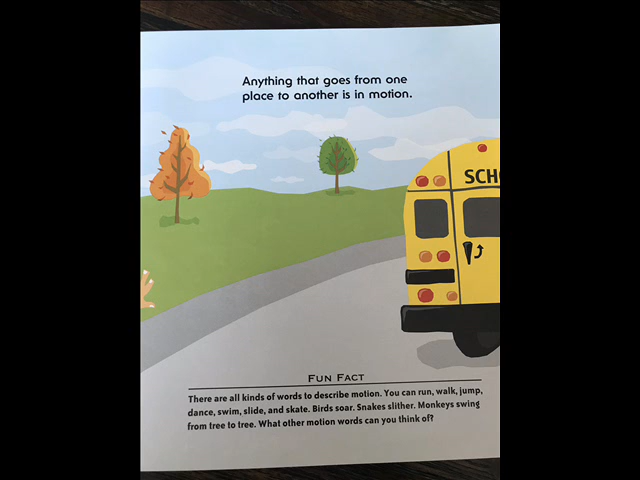 Anything that goes from one
place to another is in motion.
SCHO
FUN FACT
There are all kinds of words to describe motion. You can run, walk, jump,
dance, swim, slide, and skate. Birds soar. Snakes slither. Monkeys swing
from tree to tree. What other motion words can you think of?